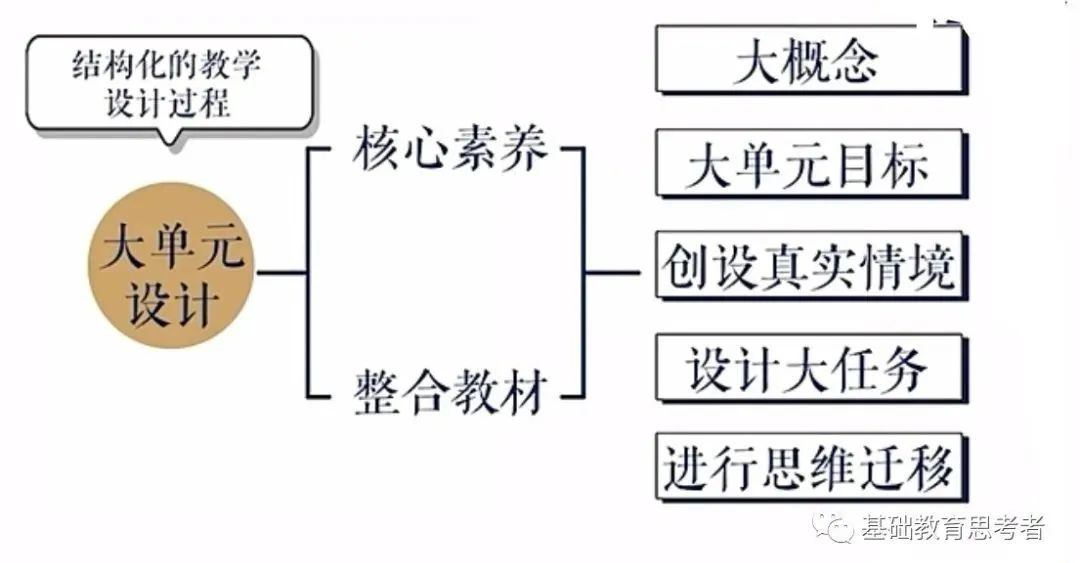 结构化的教学
设计过程
大单元
设计
核心素养
整合教材
大概念
大单元目标
创设真实情境
设计大任务
进行思维迁移
基础教育思考者